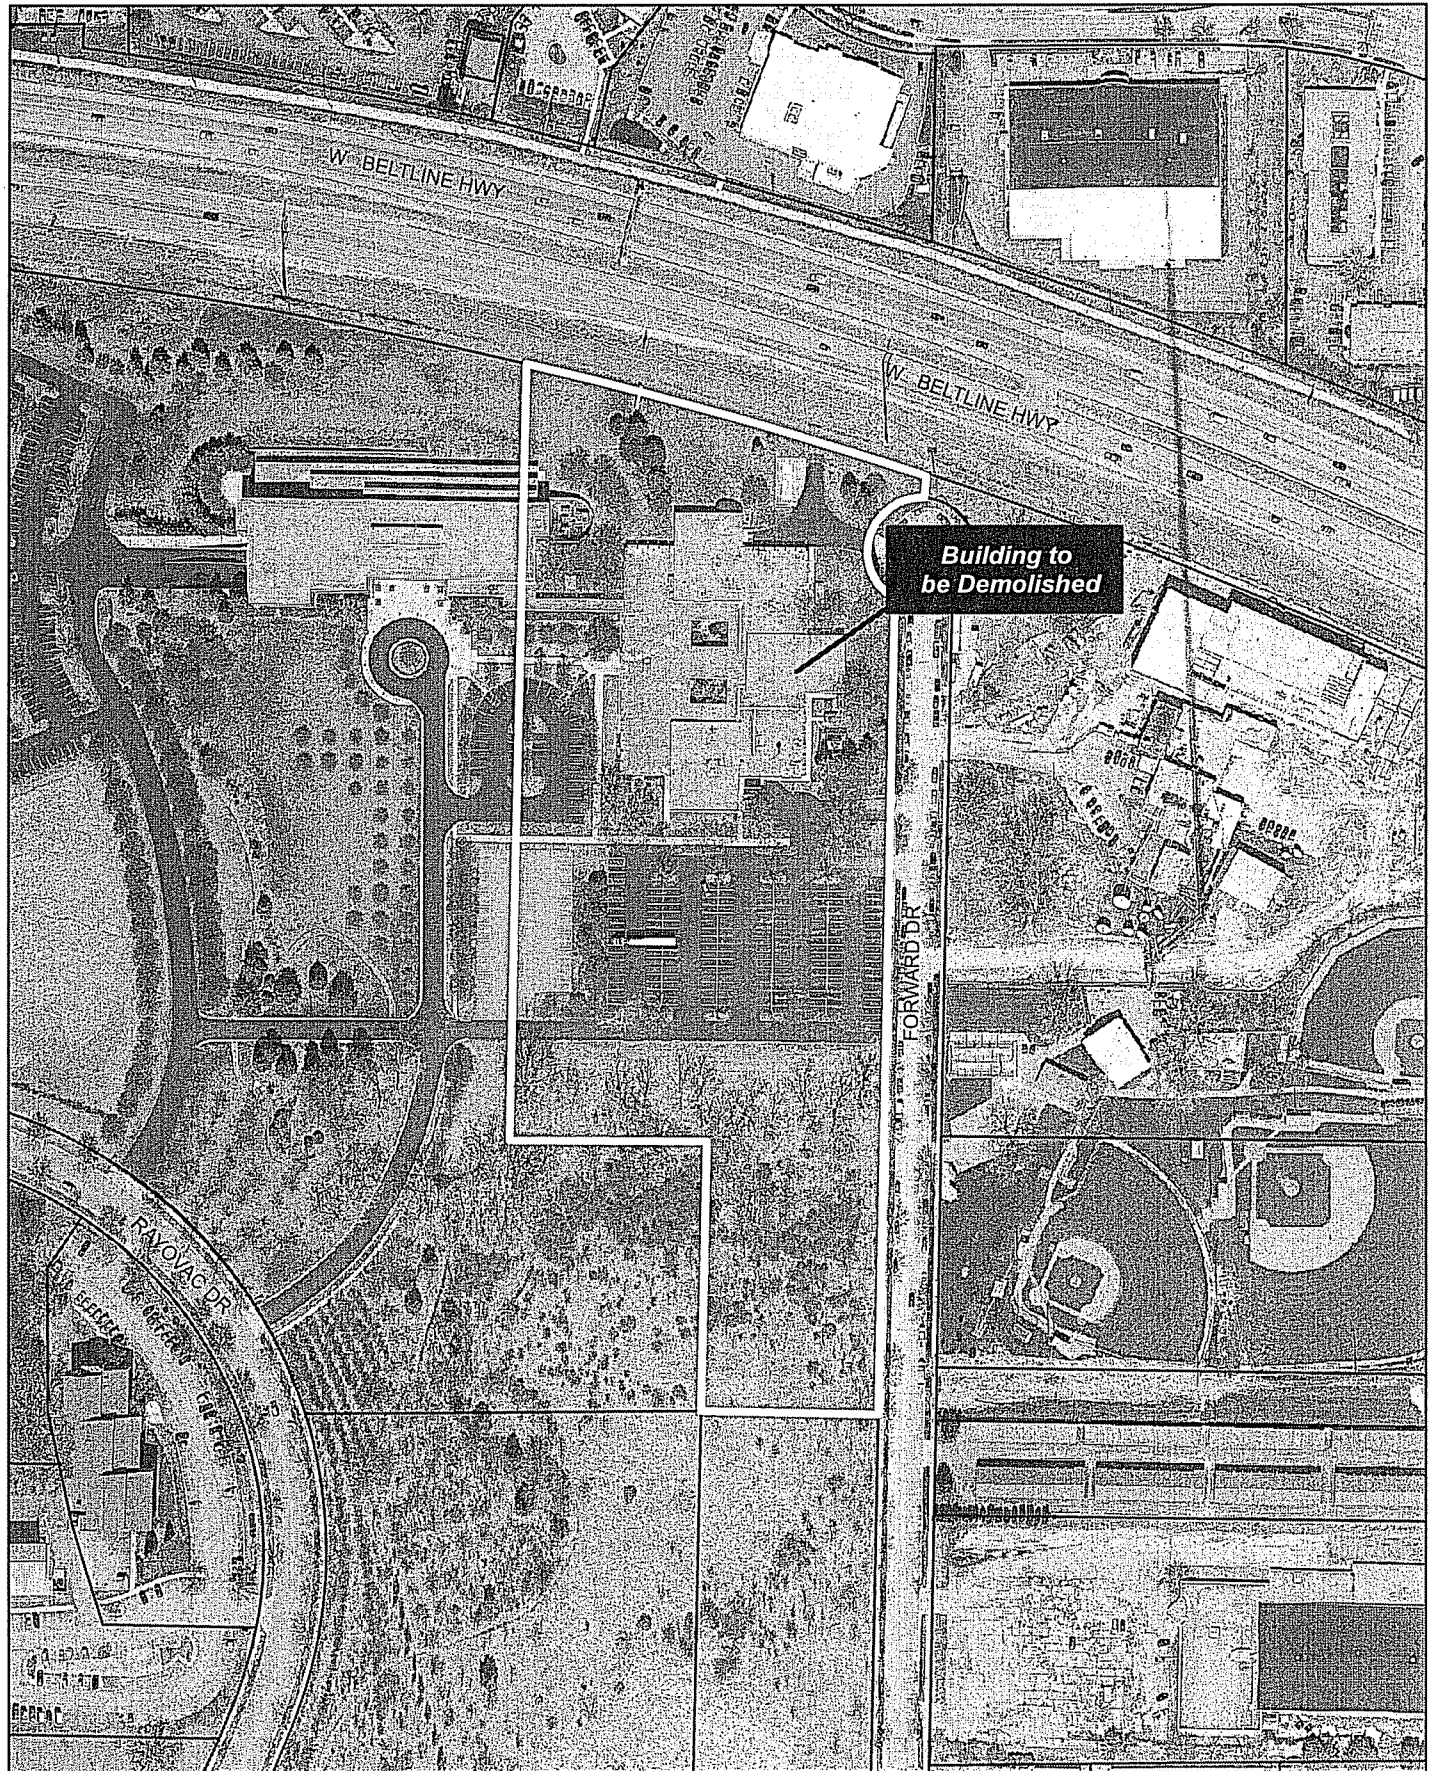 W BELTLINE HWY
W BELTLINE HWY
Building to
be Demolished
FORWARD DR
RAYOVAC DR